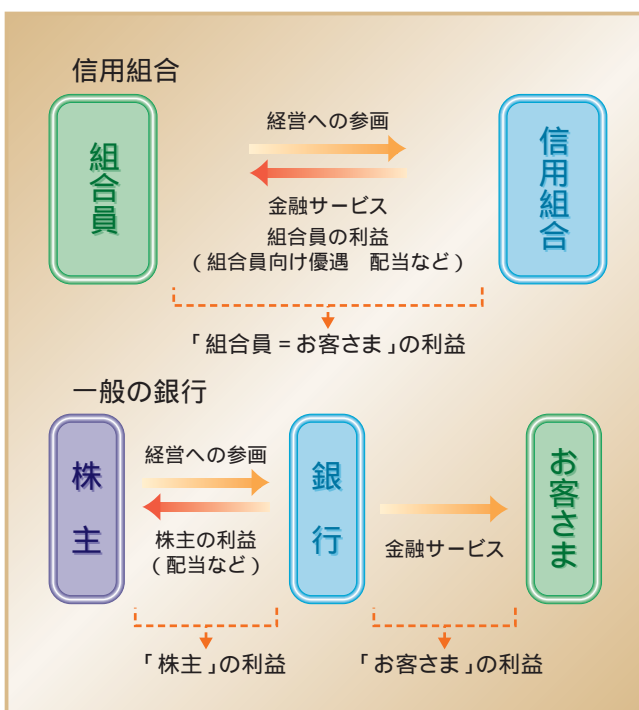 信用組合
組合員
経営への参画
信用組合
金融サービス
組合員の利益
(組合員向け優遇 配当など)
「組合員=お客さま」の利益
一般の銀行
株主
経営への参画
株主の利益
(配当など)
銀行
金融サービス
お客さま
「株主」の利益
「お客さま」の利益